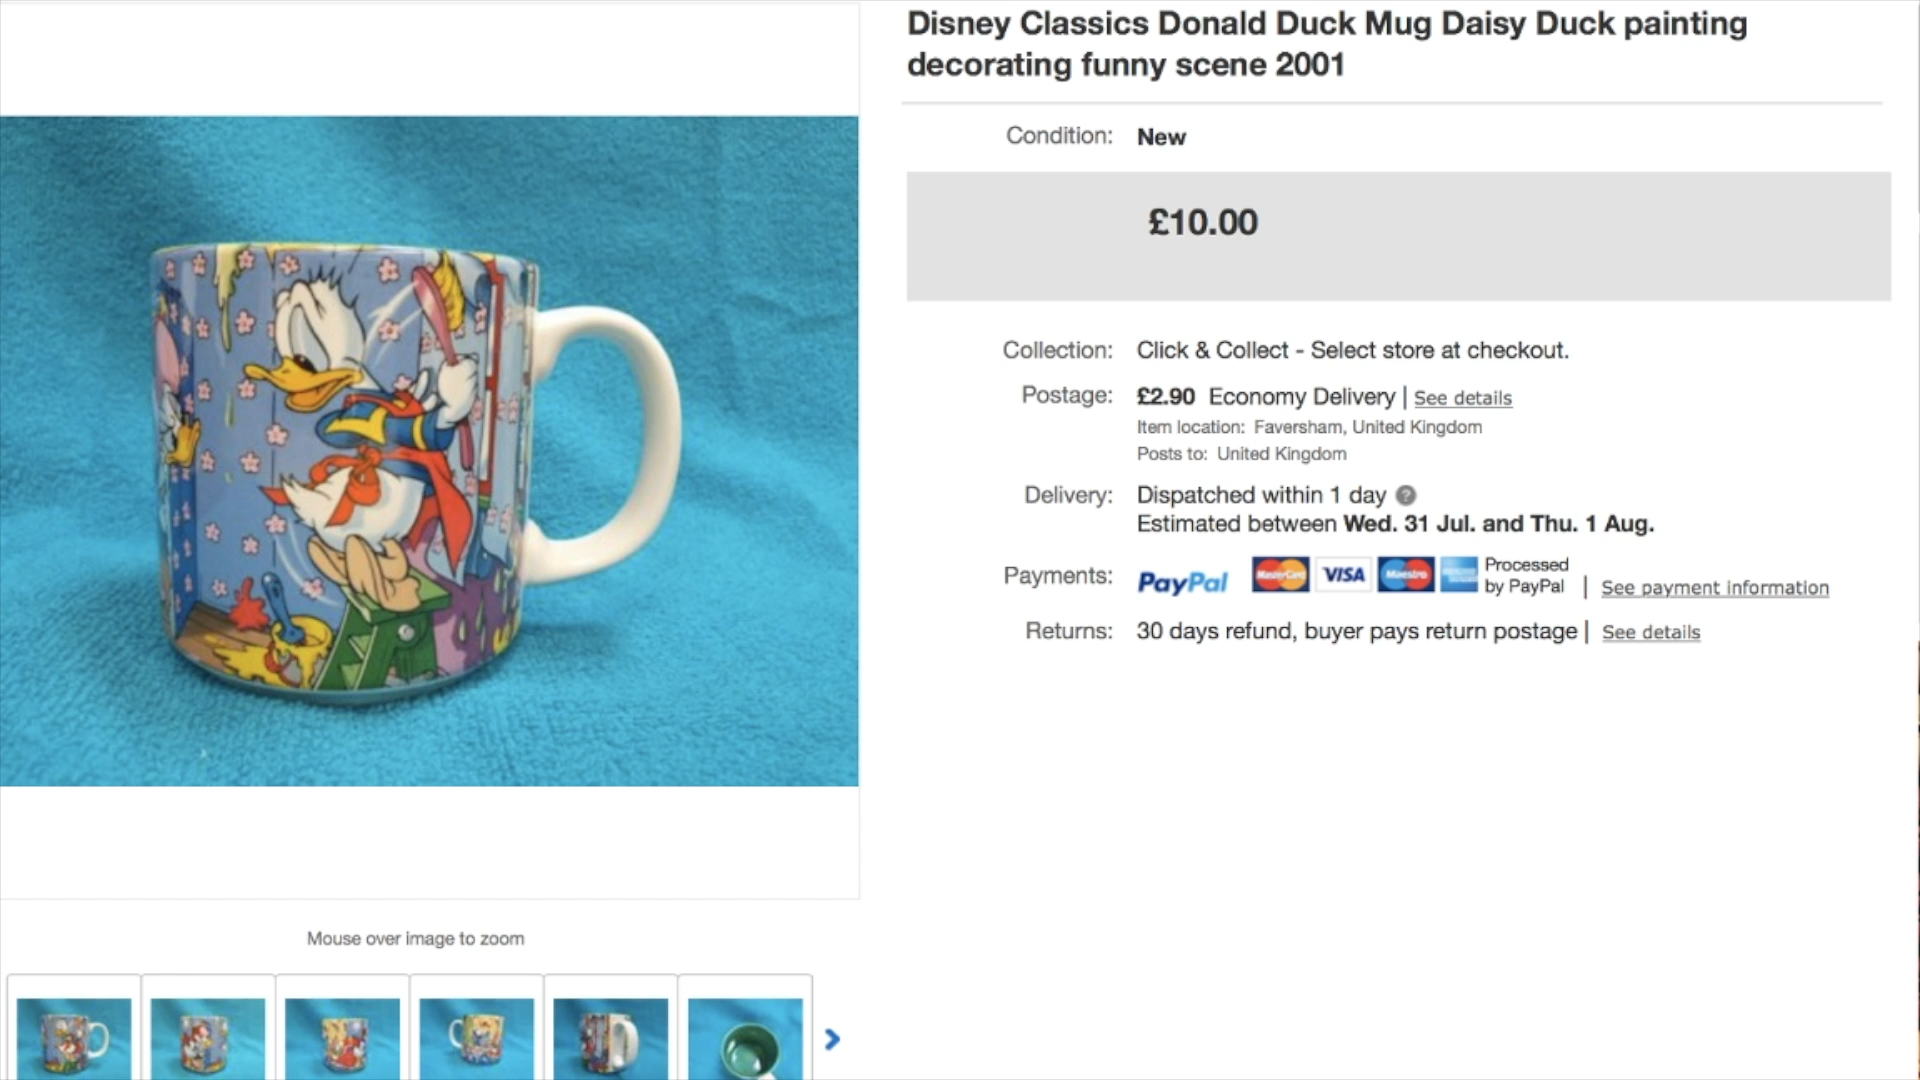 Disney Classics Donald Duck Mug Daisy Duck painting
decorating funny scene 2001
Condition: New
£10.00
Collection: Click & Collect - Select store at checkout.
Postage: £2.90 Economy Delivery | See details
Item location: Faversham, United Kingdom
Posts to: United Kingdom
Delivery: Dispatched within 1 day ?
Estimated between Wed. 31 Jul. and Thu. 1 Aug.
Payments: PayPal MasterCard VISA Maestro Processed
by PayPal | See payment information
Returns: 30 days refund, buyer pays return postage | See details
Mouse over image to zoom